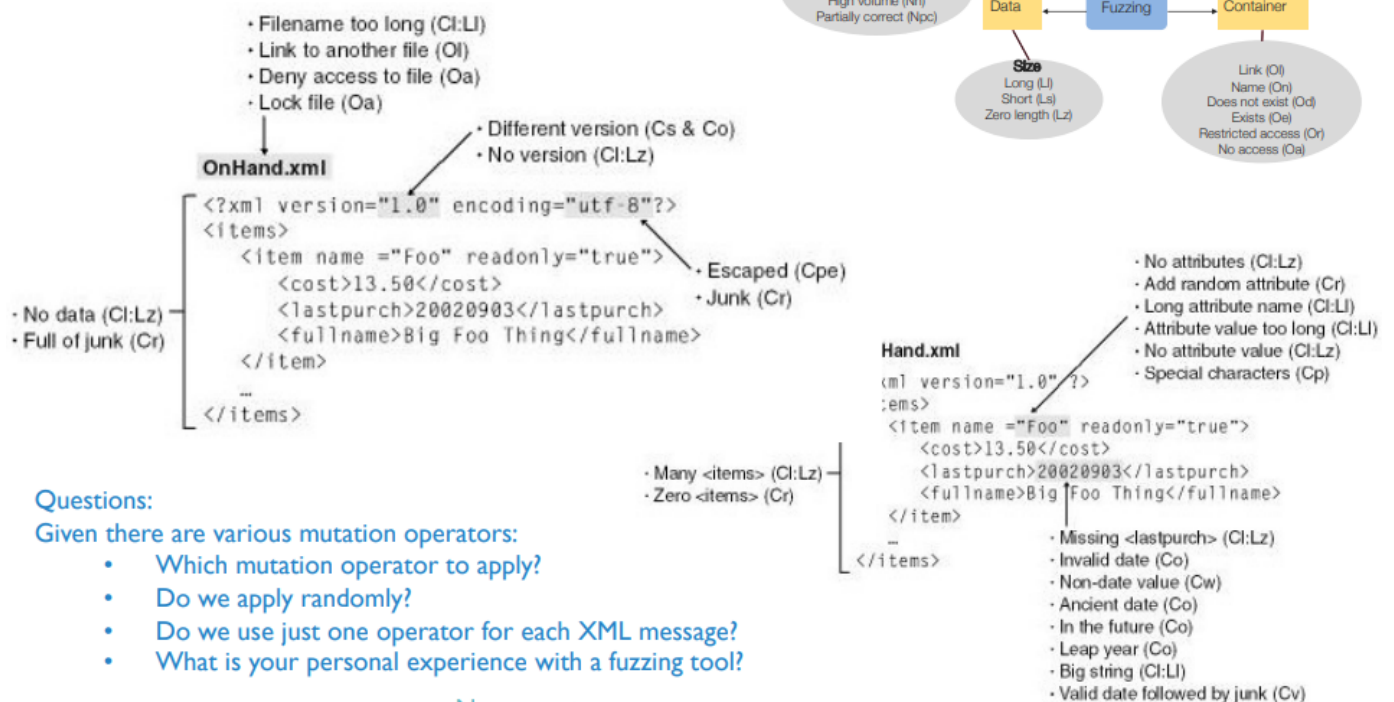 · Filename too long (Cl:Ll)
· Link to another file (Ol)
· Deny access to file (Oa)
· Lock file (Oa)
OnHand.xml
· Different version (Cs & Co)
· No version (Cl:Lz)
<?xml version="1.0" encoding="utf-8"?>
<items>
<item name ="Foo" readonly="true">
<cost>13.50</cost>
<lastpurch>20020903</lastpurch>
<fullname>Big Foo Thing</fullname>
</item>
…
</items>
· No data (Cl:Lz)
· Full of junk (Cr)
· Escaped (Cpe)
· Junk (Cr)
High volume (Nh)
Partially correct (Npc)
Data
Fuzzing
Container
Size
Long (Ll)
Short (Ls)
Zero length (Lz)
Link (Ol)
Name (On)
Does not exist (Od)
Exists (Oe)
Restricted access (Or)
No access (Oa)
· No attributes (Cl:Lz)
· Add random attribute (Cr)
· Long attribute name (Cl:Ll)
· Attribute value too long (Cl:Ll)
· No attribute value (Cl:Lz)
· Special characters (Cp)
Hand.xml
ml version="1.0" ?>
ems>
<item name ="Foo" readonly="true">
<cost>13.50</cost>
<lastpurch>20020903</lastpurch>
<fullname>Big Foo Thing</fullname>
</item>
…
</items>
· Many <items> (Cl:Lz)
· Zero <items> (Cr)
· Missing <lastpurch> (Cl:Lz)
· Invalid date (Co)
· Non-date value (Cw)
· Ancient date (Co)
· In the future (Co)
· Leap year (Co)
· Big string (Cl:Ll)
· Valid date followed by junk (Cv)
Questions:
Given there are various mutation operators:
• Which mutation operator to apply?
• Do we apply randomly?
• Do we use just one operator for each XML message?
• What is your personal experience with a fuzzing tool?